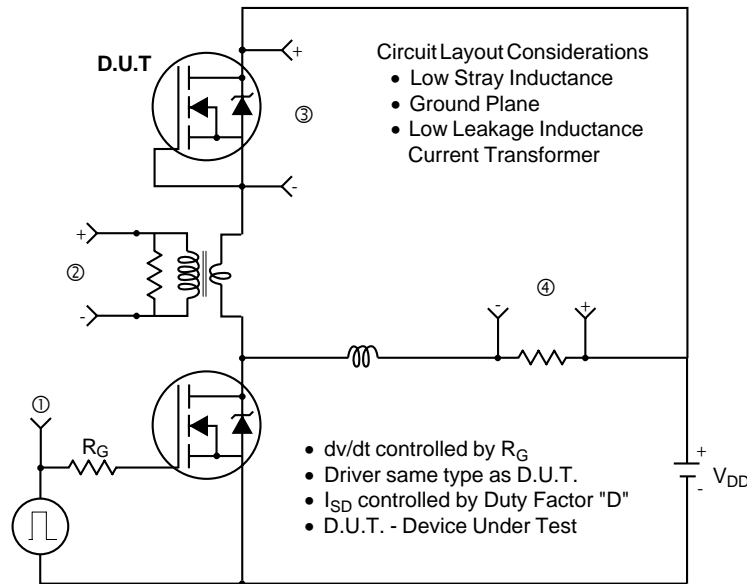 D.U.T
+
③
-
Circuit Layout Considerations
• Low Stray Inductance
• Ground Plane
• Low Leakage Inductance
Current Transformer
+
②
-
④
-
+
①
R_G
• dv/dt controlled by R_G
• Driver same type as D.U.T.
• I_SD controlled by Duty Factor "D"
• D.U.T. - Device Under Test
+
V_DD
-